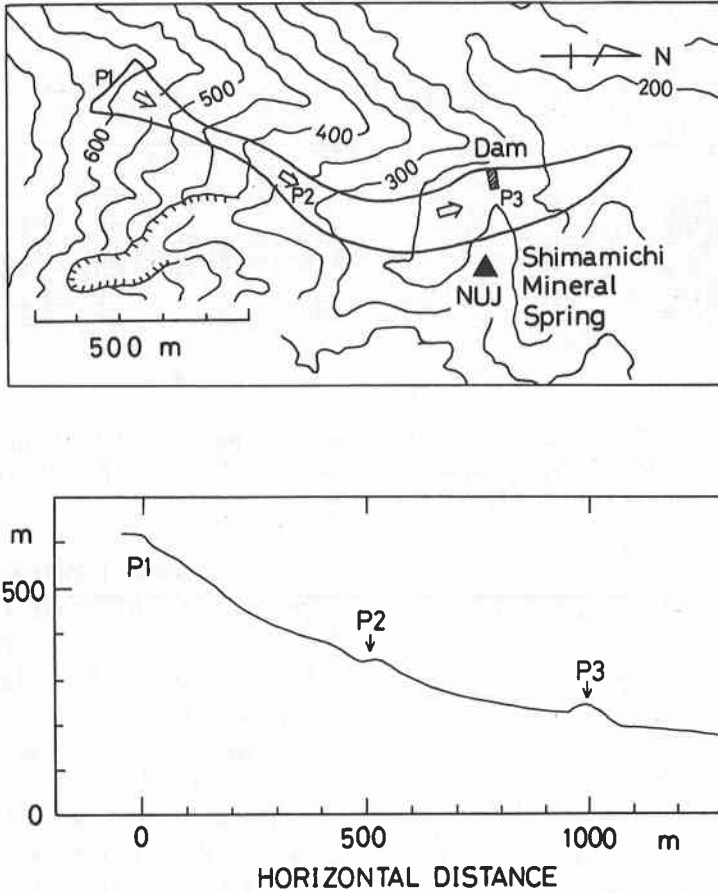 P1
N
500
200
600
400
Dam
300
P2
P3
Shimamichi
Mineral
Spring
NUJ
500 m
m
P1
500
P2
P3
0
0 500 1000 m
HORIZONTAL DISTANCE